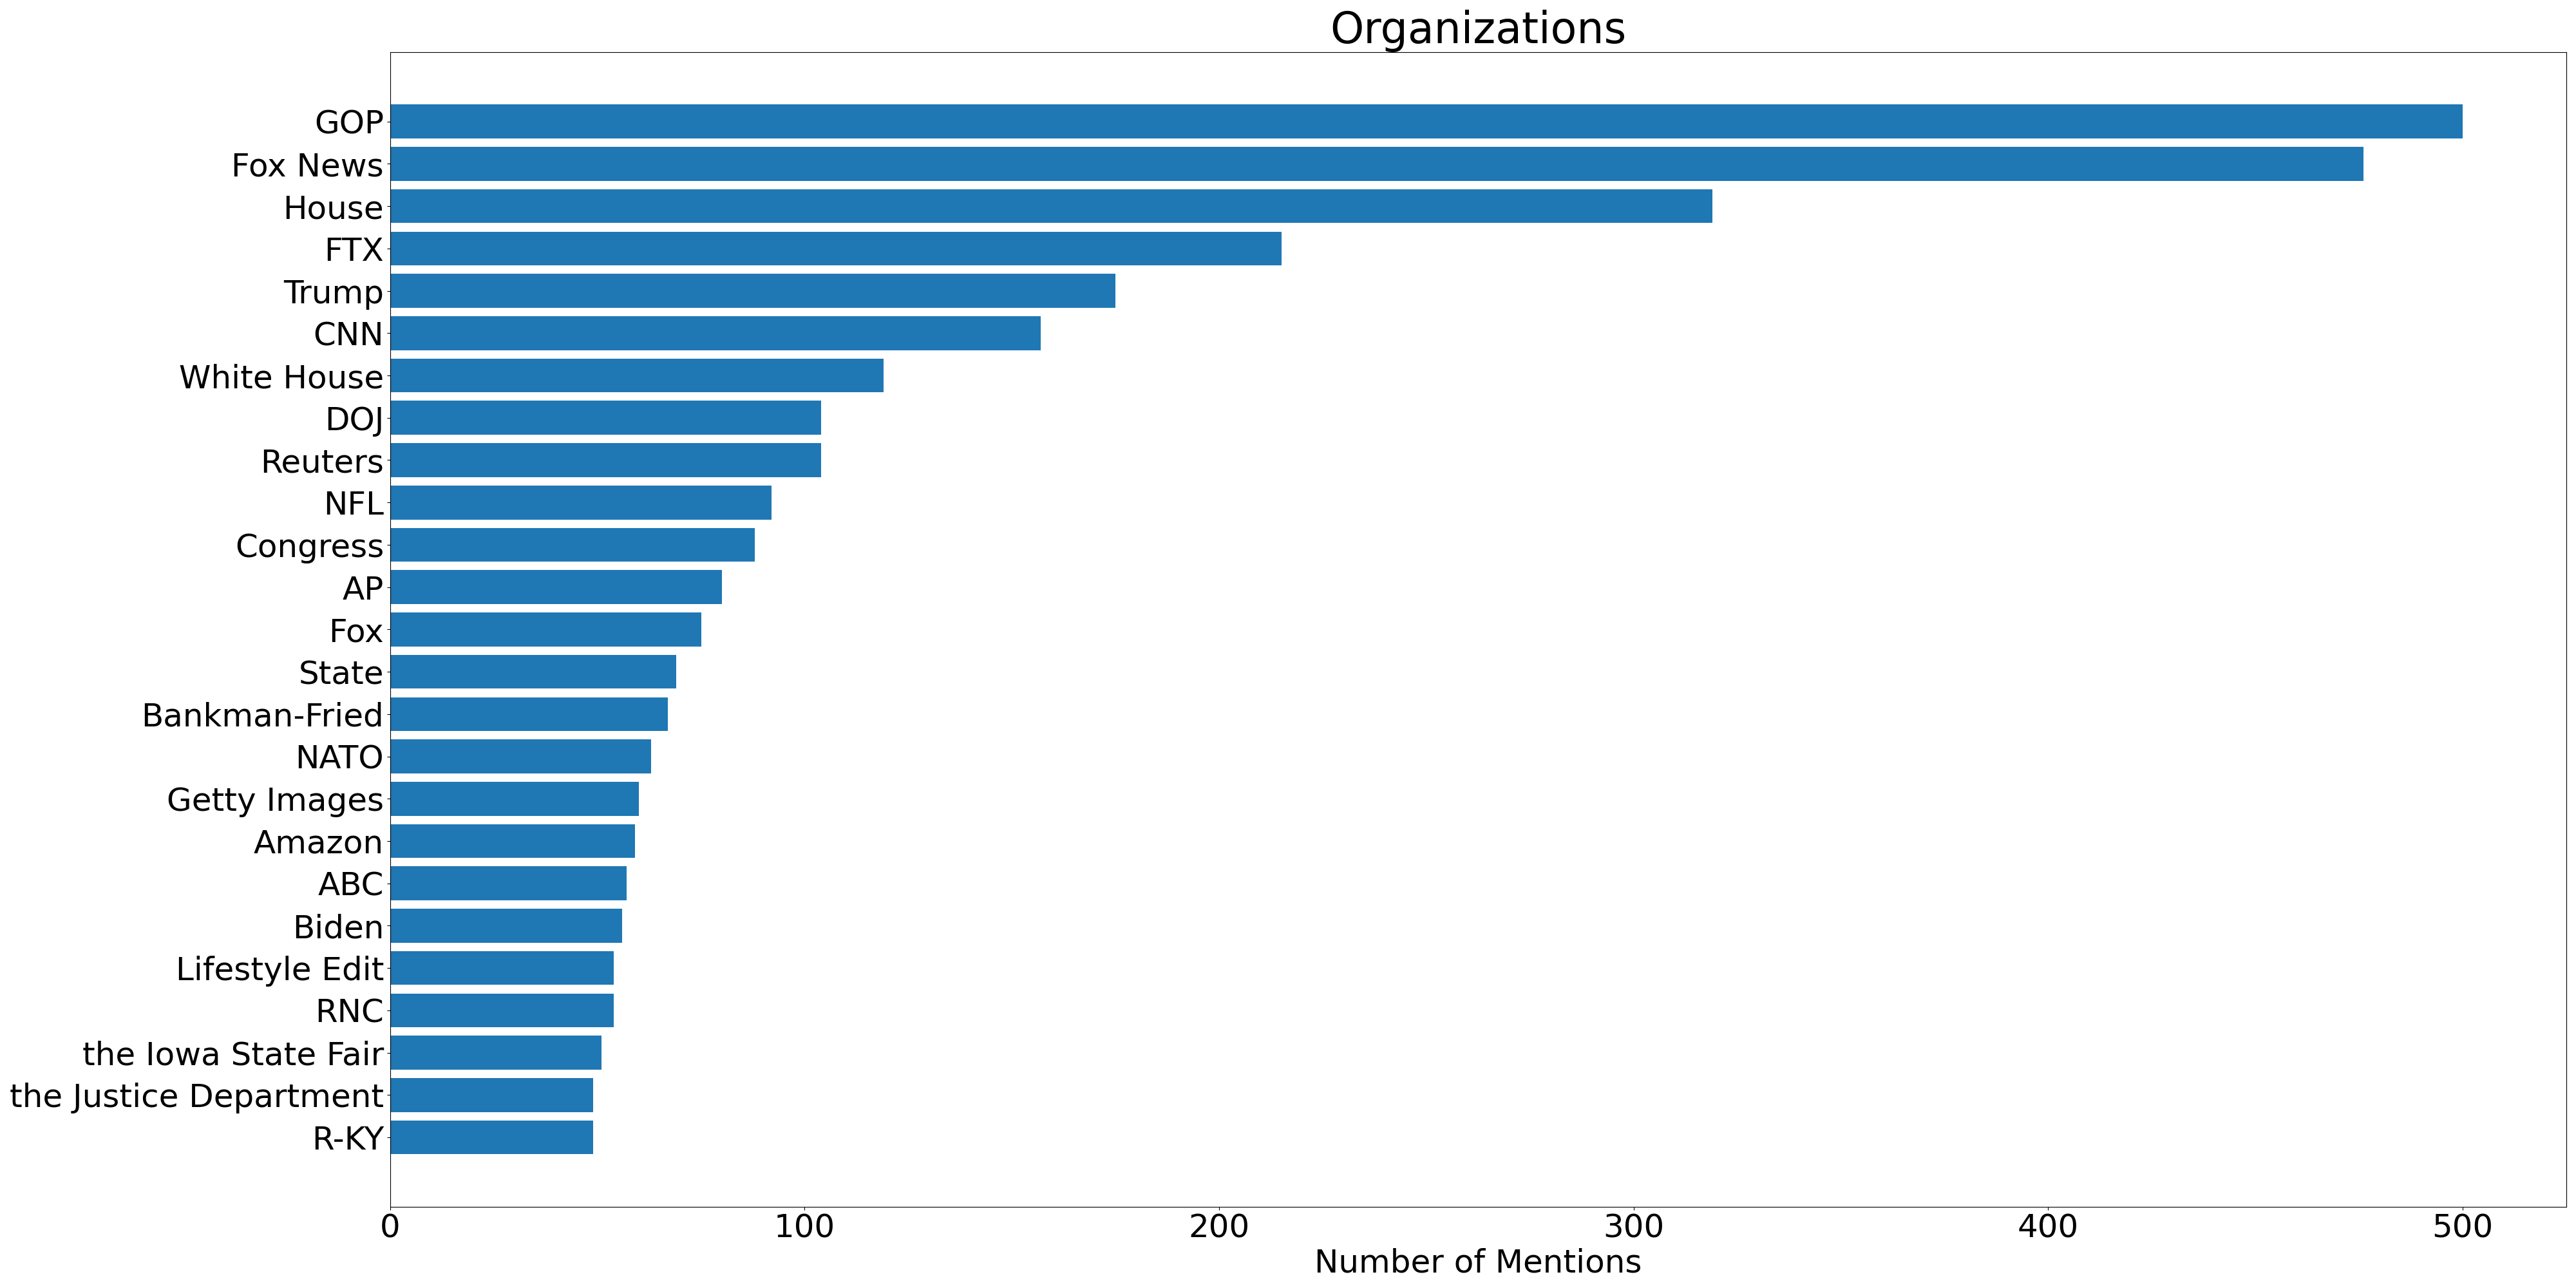 Organizations
GOP
Fox News
House
FTX
Trump
CNN
White House
DOJ
Reuters
NFL
Congress
AP
Fox
State
Bankman-Fried
NATO
Getty Images
Amazon
ABC
Biden
Lifestyle Edit
RNC
the Iowa State Fair
the Justice Department
R-KY
0 100 200 300 400 500
Number of Mentions